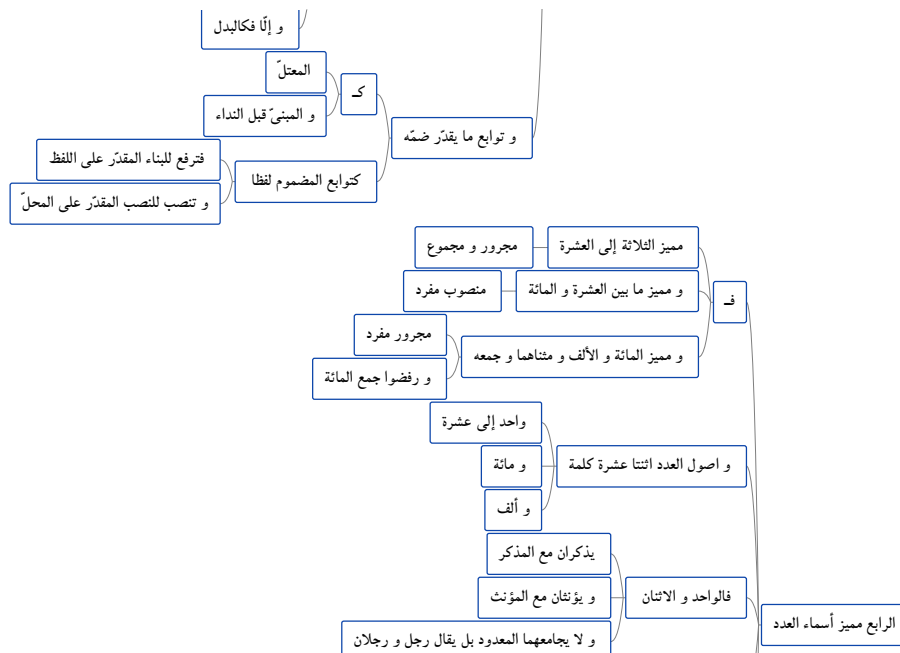 و إلّا فكالبدل
و توابع ما يقدّر ضمّه
كـ
المعتلّ
و المبنیّ قبل النداء
كتوابع المضموم لفظا
فترفع للبناء المقدّر على اللفظ
و تنصب للنصب المقدّر على المحلّ
الرابع مميز أسماء العدد
فـ
مميز الثلاثة إلى العشرة
مجرور و مجموع
و مميز ما بين العشرة و المائة
منصوب مفرد
و مميز المائة و الألف و مثناهما و جمعه
مجرور مفرد
و رفضوا جمع المائة
و اصول العدد اثنتا عشرة كلمة
واحد إلى عشرة
و مائة
و ألف
فالواحد و الاثنان
يذكران مع المذكر
و يؤنثان مع المؤنث
و لا يجامعهما المعدود بل يقال رجل و رجلان